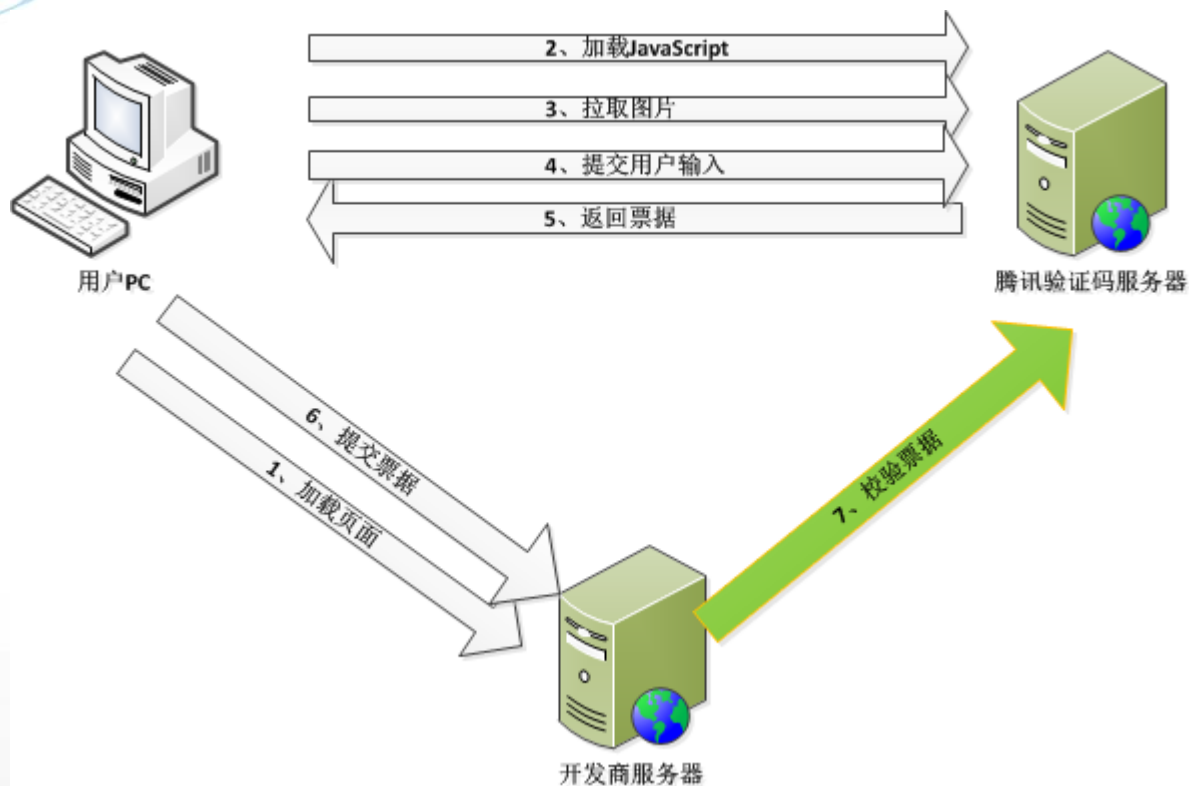 2、加载JavaScript
3、拉取图片
4、提交用户输入
5、返回票据
用户PC
腾讯验证码服务器
6、提交票据
1、加载页面
7、校验票据
开发商服务器